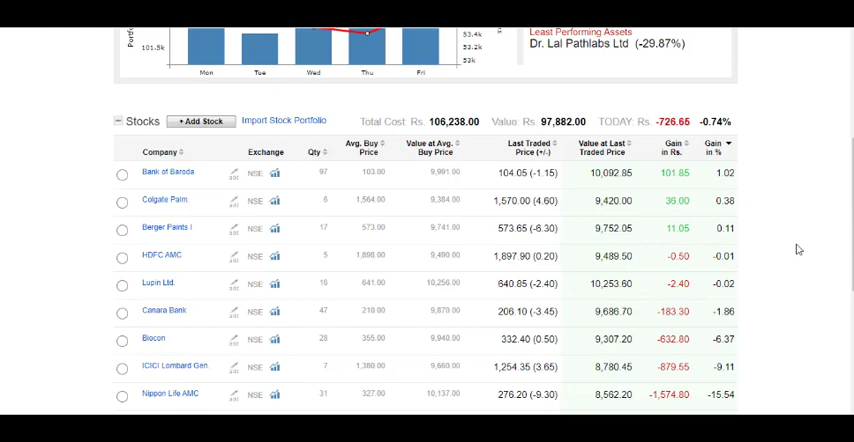 Portfo
101.5k
Mon Tue Wed Thu Fri
53.4k
53.2k
53k
Least Performing Assets
Dr. Lal Pathlabs Ltd (-29.87%)
Stocks + Add Stock Import Stock Portfolio Total Cost: Rs. 106,238.00 Value: Rs. 97,882.00 TODAY: Rs -726.65 -0.74%
Company Exchange Qty Avg. Buy Price Value at Avg. Buy Price Last Traded Price (+/-) Value at Last Traded Price Gain in Rs. Gain in %
Bank of Baroda add NSE 97 103.00 9,991.00 104.05 (-1.15) 10,092.85 101.85 1.02
Colgate Palm. add NSE 6 1,564.00 9,384.00 1,570.00 (4.60) 9,420.00 36.00 0.38
Berger Paints I add NSE 17 573.00 9,741.00 573.65 (-6.30) 9,752.05 11.05 0.11
HDFC AMC add NSE 5 1,898.00 9,490.00 1,897.90 (0.20) 9,489.50 -0.50 -0.01
Lupin Ltd. add NSE 16 641.00 10,256.00 640.85 (-2.40) 10,253.60 -2.40 -0.02
Canara Bank add NSE 47 210.00 9,870.00 206.10 (-3.45) 9,686.70 -183.30 -1.86
Biocon add NSE 28 355.00 9,940.00 332.40 (0.50) 9,307.20 -632.80 -6.37
ICICI Lombard Gen. add NSE 7 1,380.00 9,660.00 1,254.35 (3.65) 8,780.45 -879.55 -9.11
Nippon Life AMC add NSE 31 327.00 10,137.00 276.20 (-9.30) 8,562.20 -1,574.80 -15.54